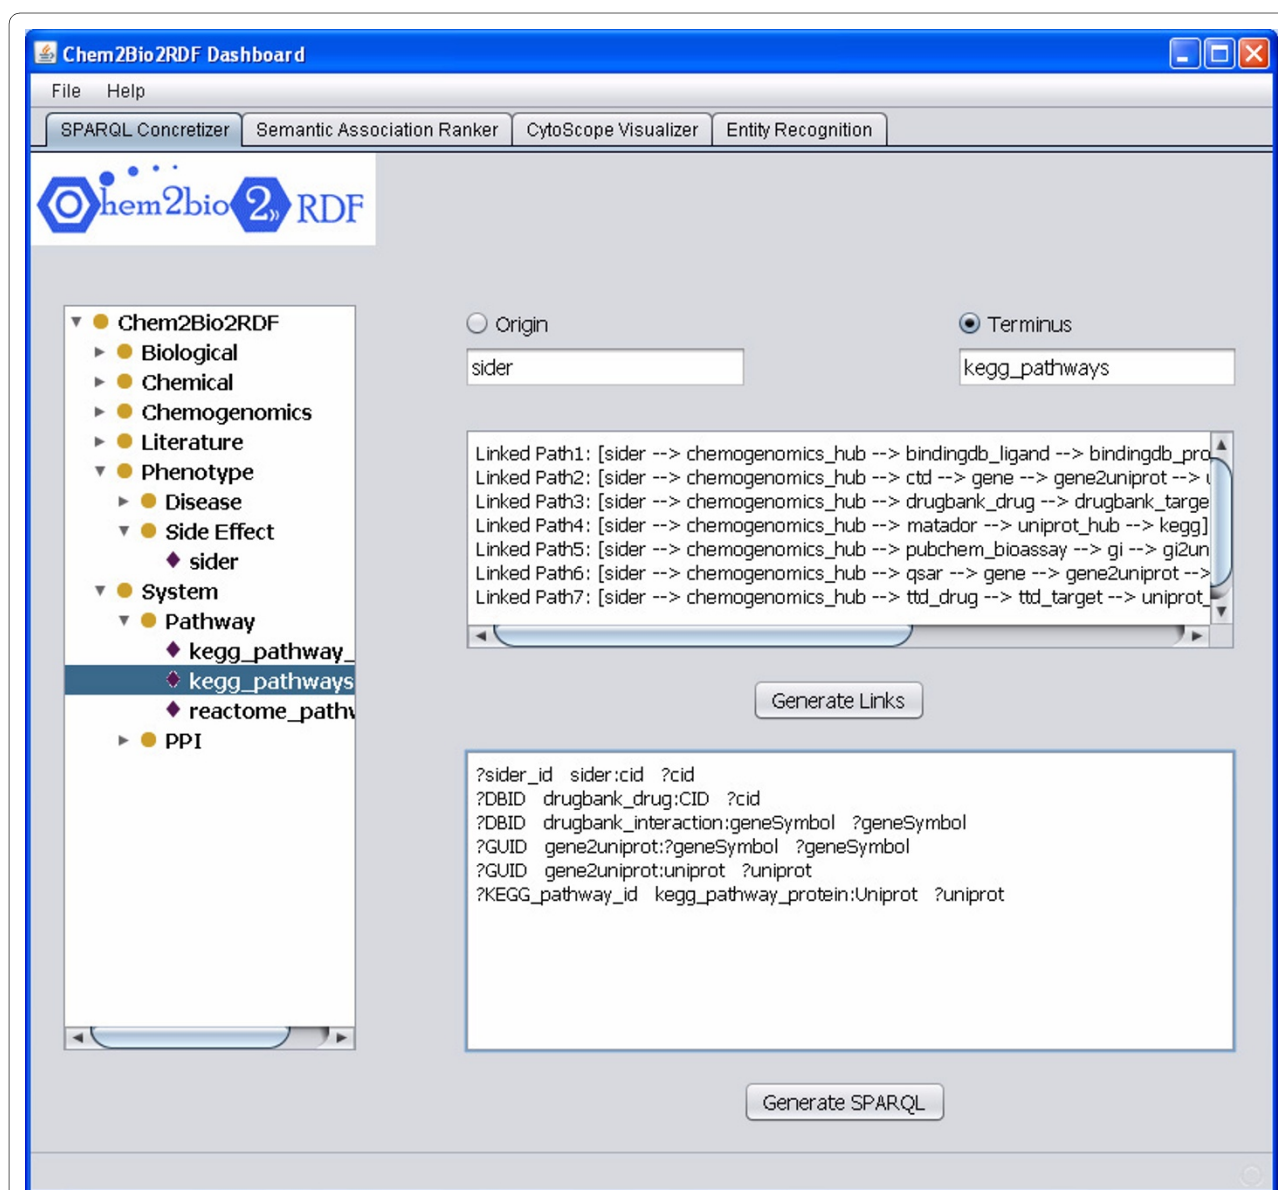 Chem2Bio2RDF Dashboard
File Help
SPARQL Concretizer Semantic Association Ranker CytoScope Visualizer Entity Recognition
hem2bio 2 » RDF
Chem2Bio2RDF
Biological
Chemical
Chemogenomics
Literature
Phenotype
Disease
Side Effect
sider
System
Pathway
kegg_pathway_
kegg_pathways
reactome_pathw
PPI
Origin
Terminus
sider
kegg_pathways
Linked Path1: [sider --> chemogenomics_hub --> bindingdb_ligand --> bindingdb_pro
Linked Path2: [sider --> chemogenomics_hub --> ctd --> gene --> gene2uniprot -->
Linked Path3: [sider --> chemogenomics_hub --> drugbank_drug --> drugbank_targe
Linked Path4: [sider --> chemogenomics_hub --> matador --> uniprot_hub --> kegg]
Linked Path5: [sider --> chemogenomics_hub --> pubchem_bioassay --> gi --> gi2un
Linked Path6: [sider --> chemogenomics_hub --> qsar --> gene --> gene2uniprot -->
Linked Path7: [sider --> chemogenomics_hub --> ttd_drug --> ttd_target --> uniprot_
Generate Links
?sider_id sider:cid ?cid
?DBID drugbank_drug:CID ?cid
?DBID drugbank_interaction:geneSymbol ?geneSymbol
?GUID gene2uniprot:?geneSymbol ?geneSymbol
?GUID gene2uniprot:uniprot ?uniprot
?KEGG_pathway_id kegg_pathway_protein:Uniprot ?uniprot
Generate SPARQL